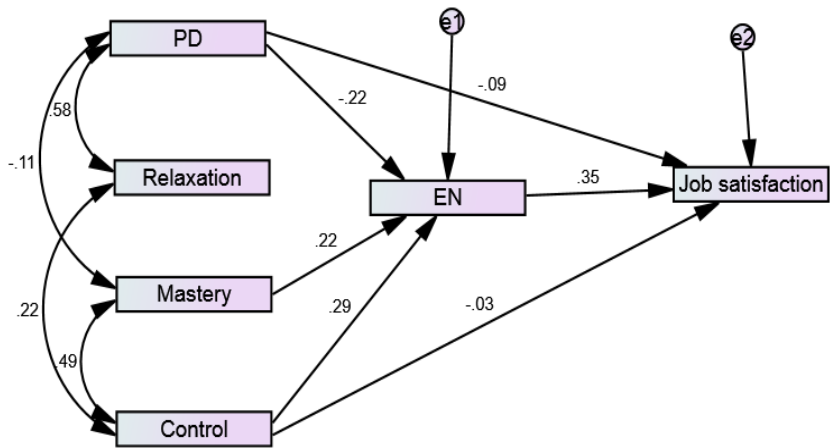 e1
e2
PD
-.09
-.22
.58
-.11
Relaxation
EN
.35
Job satisfaction
.22
Mastery
.22
.29
-.03
.49
Control